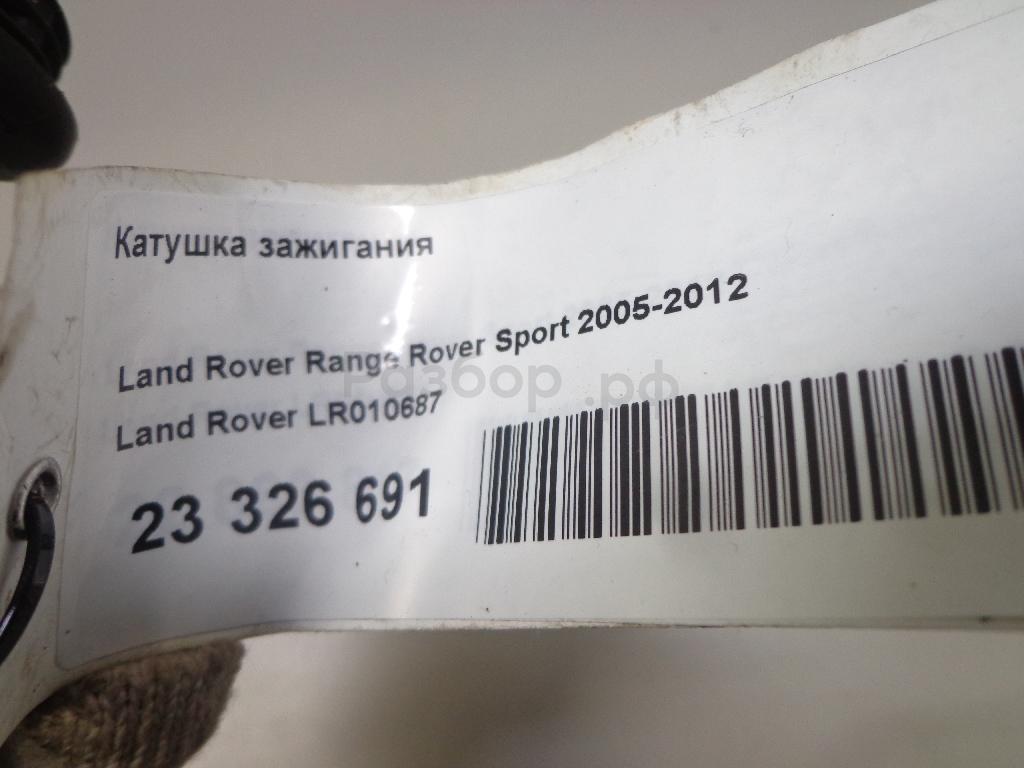 Катушка зажигания
Land Rover Range Rover Sport 2005-2012
Land Rover LR010687
Разбор.рф
23 326 691